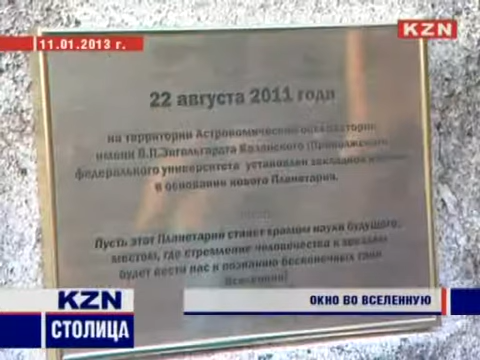 11.01.2013 г.
KZN
22 августа 2011 года
на территории Астрономической обсерватории
имени В.П.Энгельгардта Казанского (Приволжского)
федерального университета установлен закладной
в основании нового Планетария.
Пусть этот Планетарий станет храмом науки будущего,
местом, где стремление человечества к звездам
будет вести нас к познанию бесконечных тайн
Вселенной!
KZN
СТОЛИЦА
ОКНО ВО ВСЕЛЕННУЮ